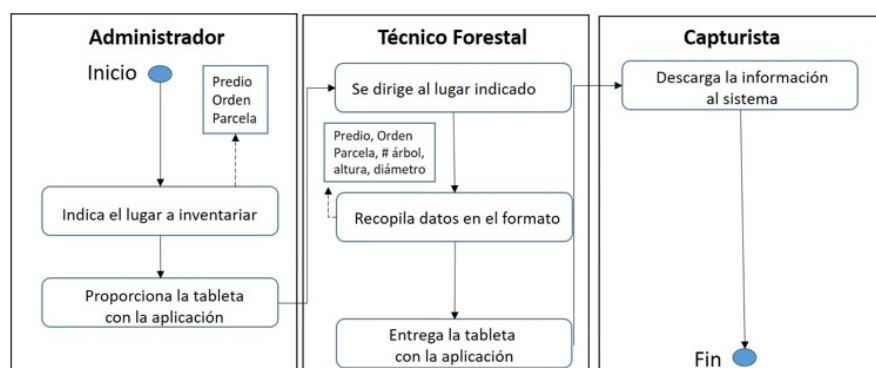 Administrador
Inicio
Predio
Orden
Parcela
Indica el lugar a inventariar
Proporciona la tableta
con la aplicación
Técnico Forestal
Se dirige al lugar indicado
Predio, Orden
Parcela, # árbol,
altura, diámetro
Recopila datos en el formato
Entrega la tableta
con la aplicación
Capturista
Descarga la información
al sistema
Fin